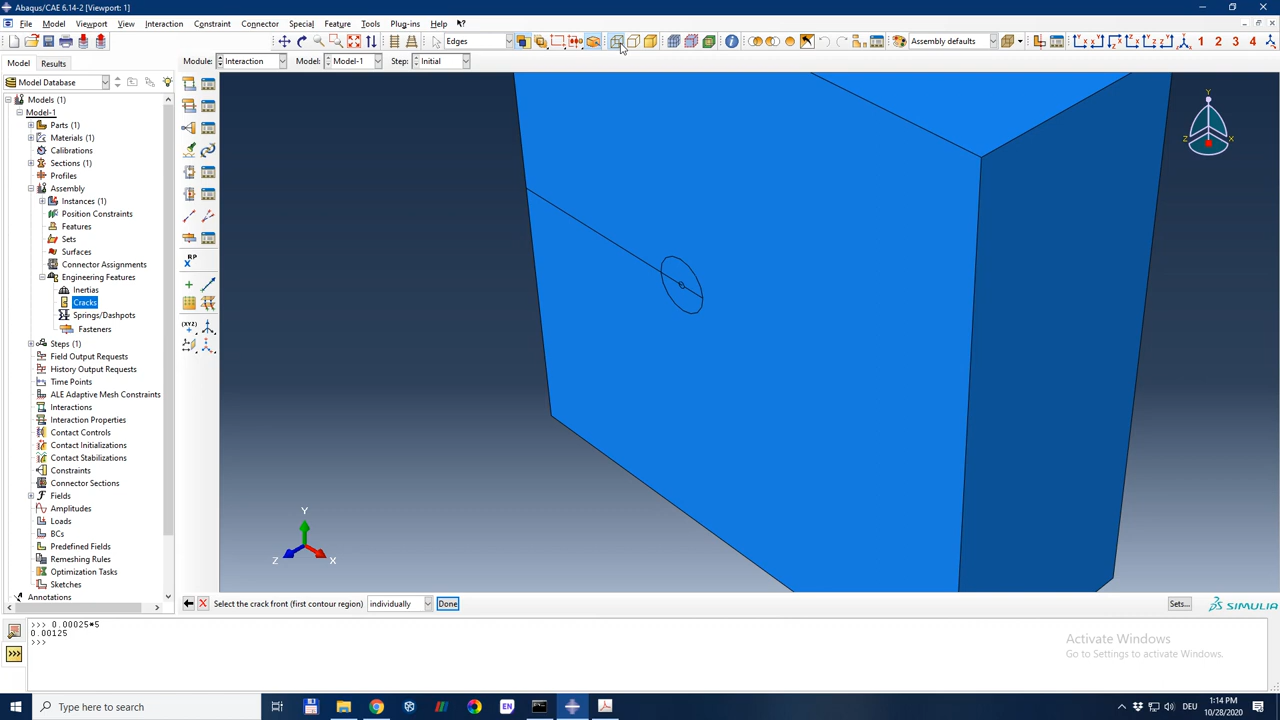 Abaqus/CAE 6.14-2 [Viewport: 1]
File Model Viewport View Interaction Constraint Connector Special Feature Tools Plug-ins Help
Edges
Assembly defaults
1 2 3 4
Model Results
Module: Interaction Model: Model-1 Step: Initial
Model Database
Models (1)
Model-1
Parts (1)
Materials (1)
Calibrations
Sections (1)
Profiles
Assembly
Instances (1)
Position Constraints
Features
Sets
Surfaces
Connector Assignments
Engineering Features
Inertias
Cracks
Springs/Dashpots
Fasteners
Steps (1)
Field Output Requests
History Output Requests
Time Points
ALE Adaptive Mesh Constraints
Interactions
Interaction Properties
Contact Controls
Contact Initializations
Contact Stabilizations
Constraints
Connector Sections
Fields
Amplitudes
Loads
BCs
Predefined Fields
Remeshing Rules
Optimization Tasks
Sketches
Annotations
RP
(XYZ)
Y
Z X
Y
Z X
Select the crack front (first contour region) individually Done Sets...
SIMULIA
>>> 0.00025*5
0.00125
>>>
Activate Windows
Go to Settings to activate Windows.
Type here to search
EN
DEU
1:14 PM
10/28/2020